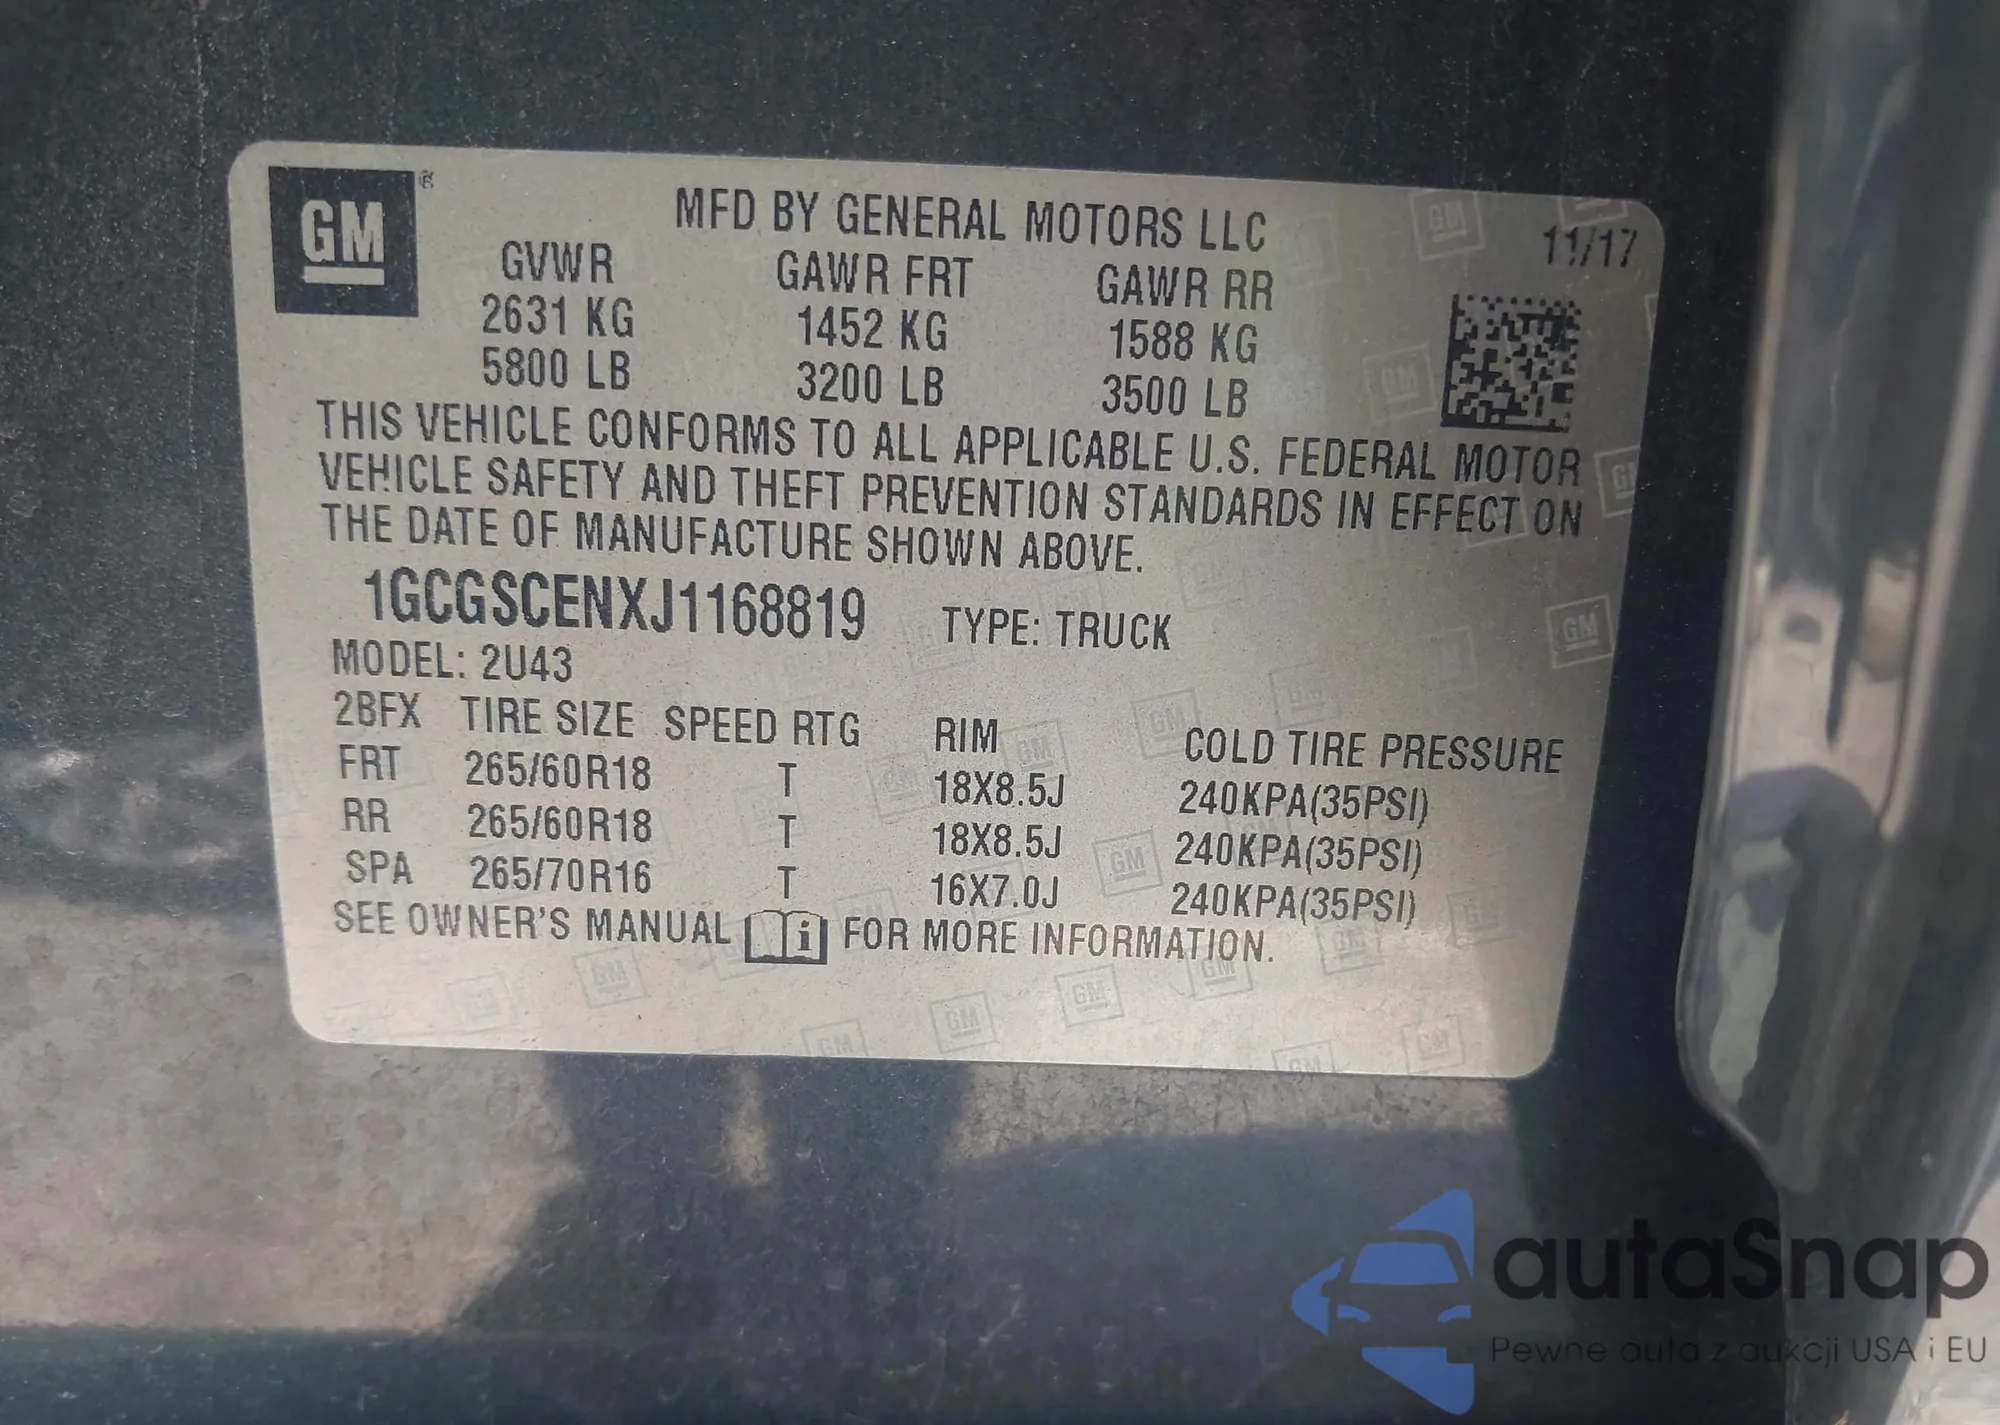 GM ®
MFD BY GENERAL MOTORS LLC 11/17
GVWR GAWR FRT GAWR RR
2631 KG 1452 KG 1588 KG
5800 LB 3200 LB 3500 LB
THIS VEHICLE CONFORMS TO ALL APPLICABLE U.S. FEDERAL MOTOR
VEHICLE SAFETY AND THEFT PREVENTION STANDARDS IN EFFECT ON
THE DATE OF MANUFACTURE SHOWN ABOVE.
1GCGSCENXJ1168819 TYPE: TRUCK
MODEL: 2U43
2BFX TIRE SIZE SPEED RTG RIM COLD TIRE PRESSURE
FRT 265/60R18 T 18X8.5J 240KPA(35PSI)
RR 265/60R18 T 18X8.5J 240KPA(35PSI)
SPA 265/70R16 T 16X7.0J 240KPA(35PSI)
SEE OWNER'S MANUAL i FOR MORE INFORMATION.
autaSnap
Pewne auta z aukcji USA i EU